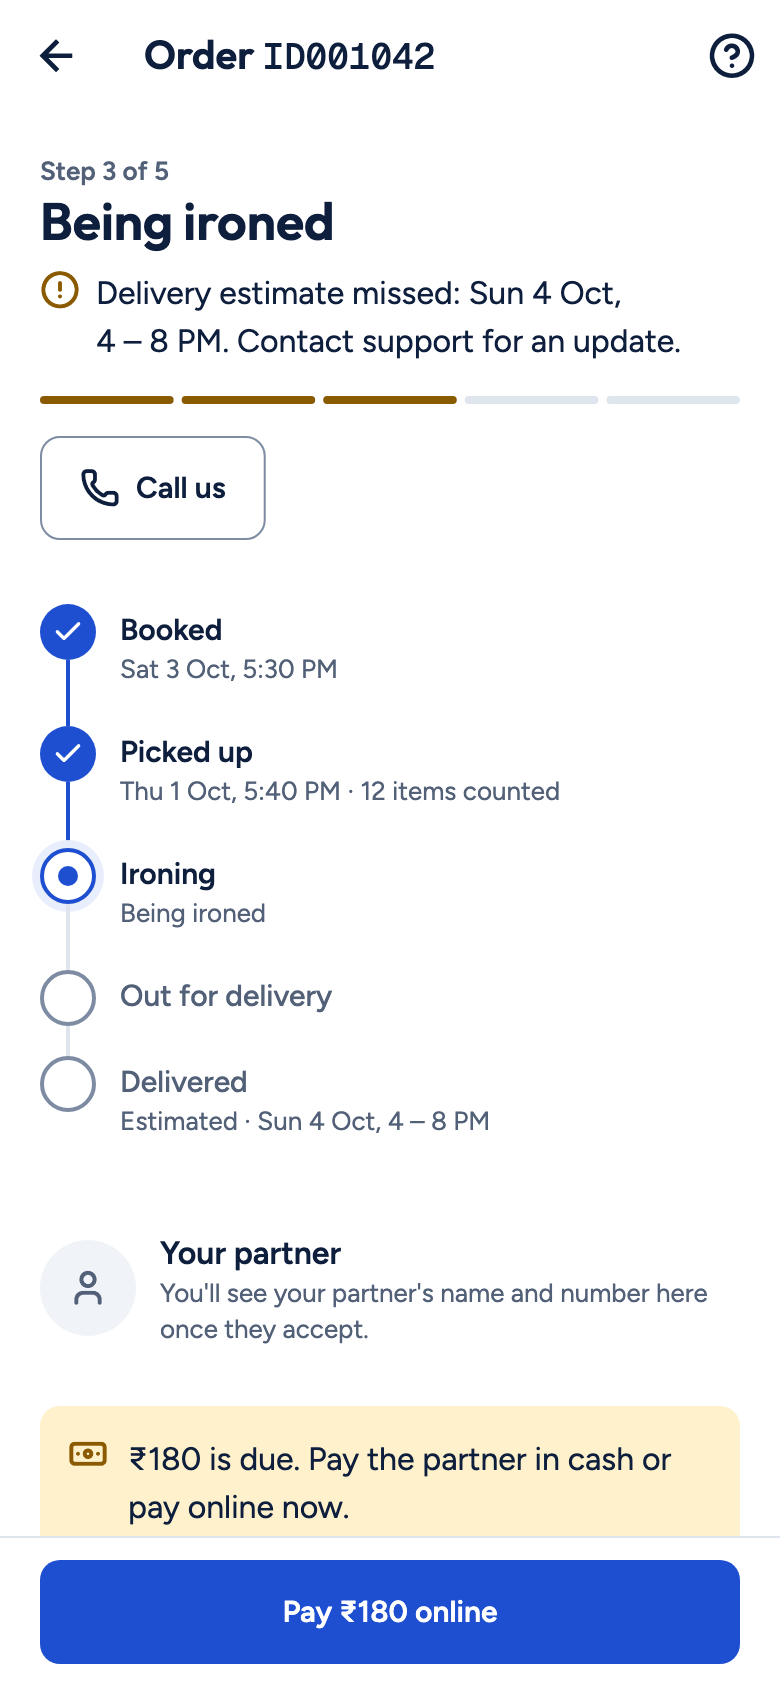 Order ID001042
Step 3 of 5
Being ironed
Delivery estimate missed: Sun 4 Oct,
4 – 8 PM. Contact support for an update.
Call us
Booked
Sat 3 Oct, 5:30 PM
Picked up
Thu 1 Oct, 5:40 PM · 12 items counted
Ironing
Being ironed
Out for delivery
Delivered
Estimated · Sun 4 Oct, 4 – 8 PM
Your partner
You'll see your partner's name and number here
once they accept.
₹180 is due. Pay the partner in cash or
pay online now.
Pay ₹180 online